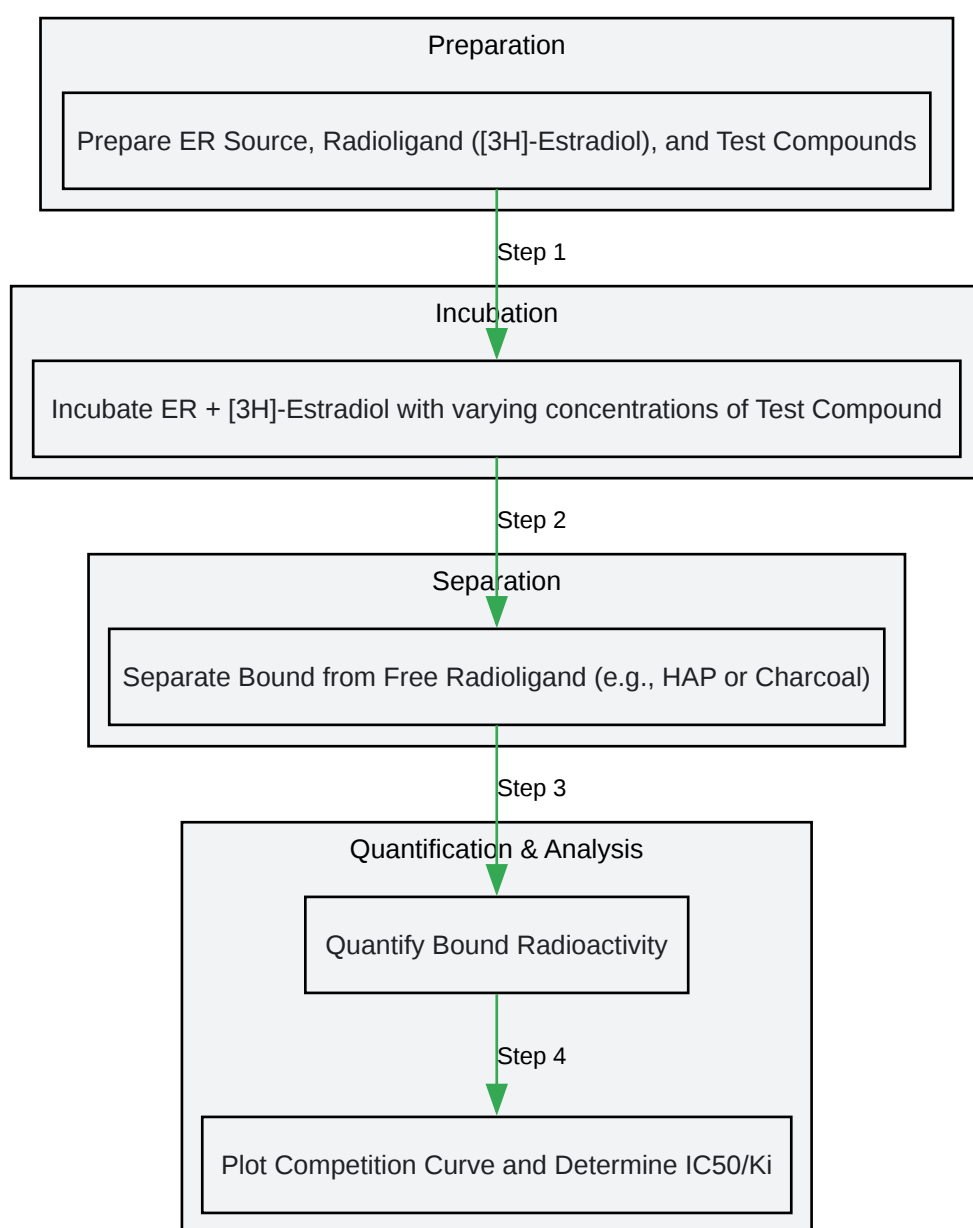 Preparation
Prepare ER Source, Radioligand ([3H]-Estradiol), and Test Compounds
Step 1
Incubation
Incubate ER + [3H]-Estradiol with varying concentrations of Test Compound
Step 2
Separation
Separate Bound from Free Radioligand (e.g., HAP or Charcoal)
Step 3
Quantification & Analysis
Quantify Bound Radioactivity
Step 4
Plot Competition Curve and Determine IC50/Ki